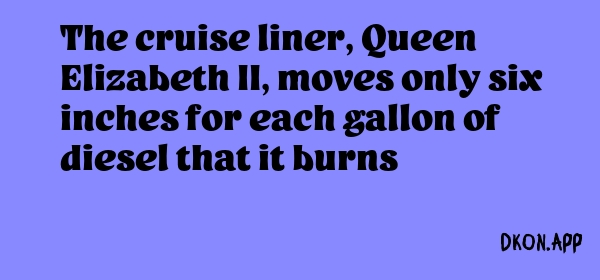 The cruise liner, Queen
Elizabeth II, moves only six
inches for each gallon of
diesel that it burns
DKON.APP